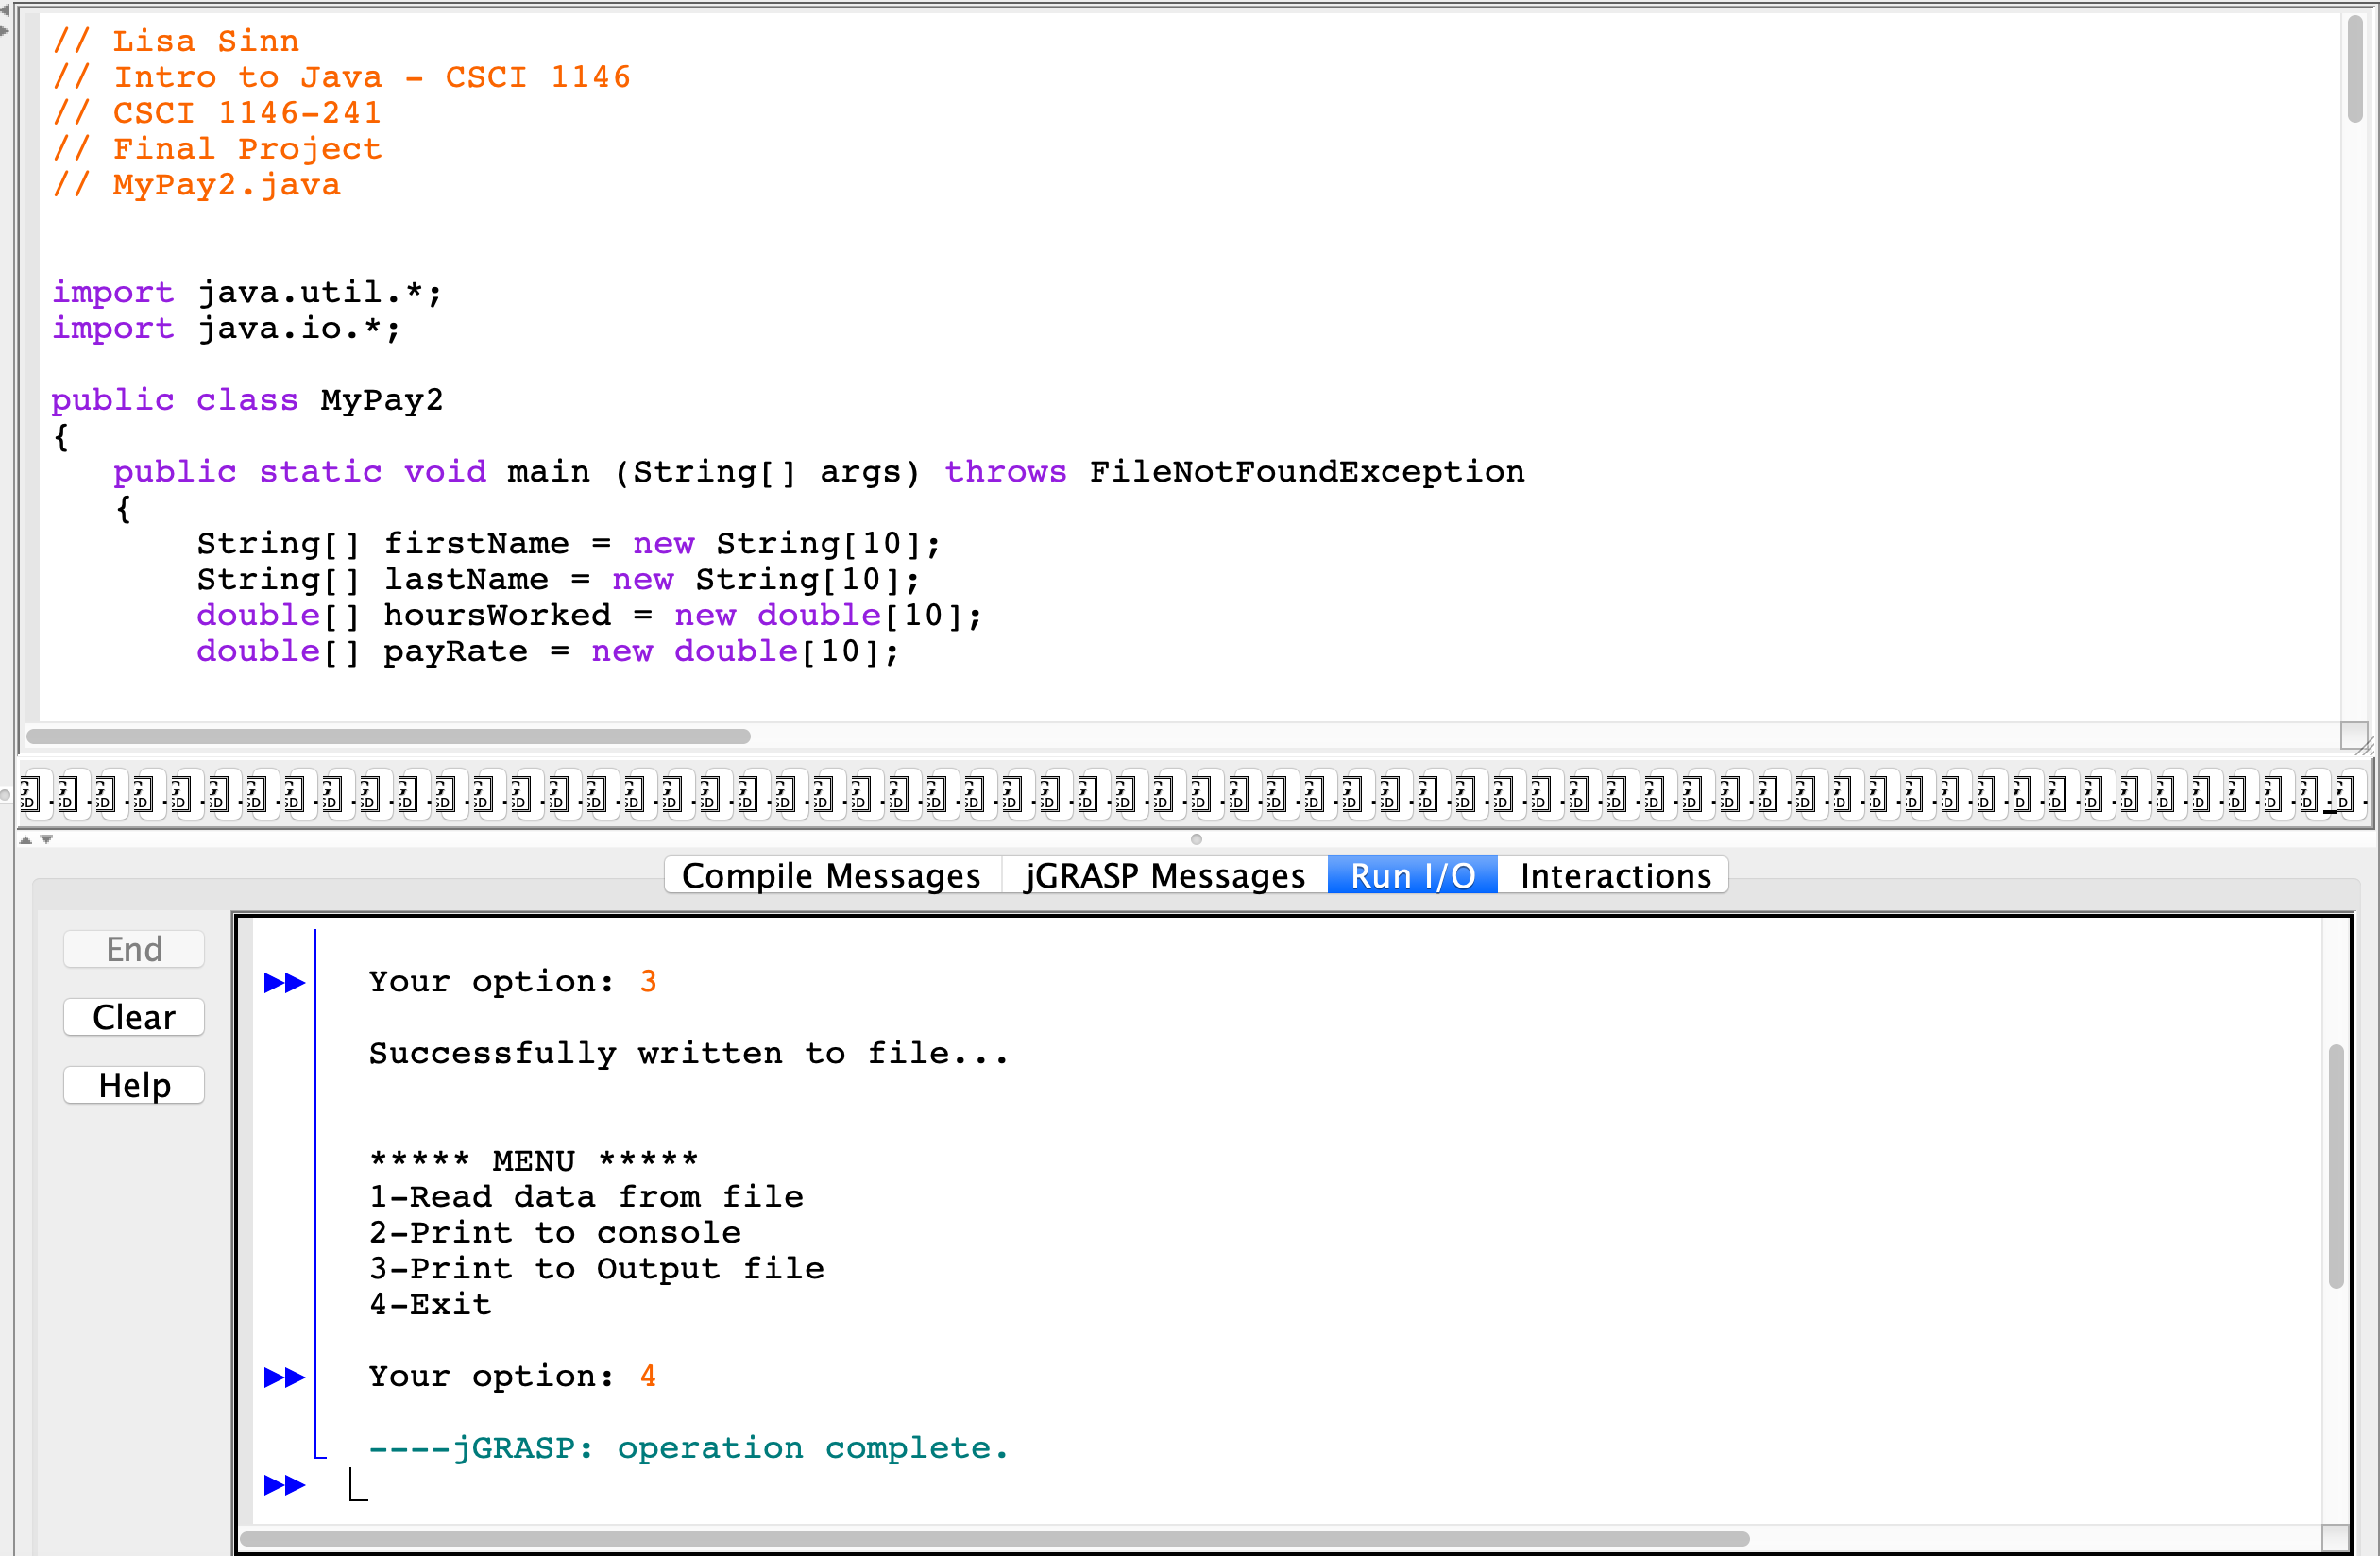 // Lisa Sinn
// Intro to Java - CSCI 1146
// CSCI 1146-241
// Final Project
// MyPay2.java
import java.util.*;
import java.io.*;
public class MyPay2
{
public static void main (String[] args) throws FileNotFoundException
{
String[] firstName = new String[10];
String[] lastName = new String[10];
double[] hoursWorked = new double[10];
double[] payRate = new double[10];
Compile Messages jGRASP Messages Run I/O Interactions
End
Clear
Help
Your option: 3
Successfully written to file...
***** MENU *****
1-Read data from file
2-Print to console
3-Print to Output file
4-Exit
Your option: 4
----jGRASP: operation complete.